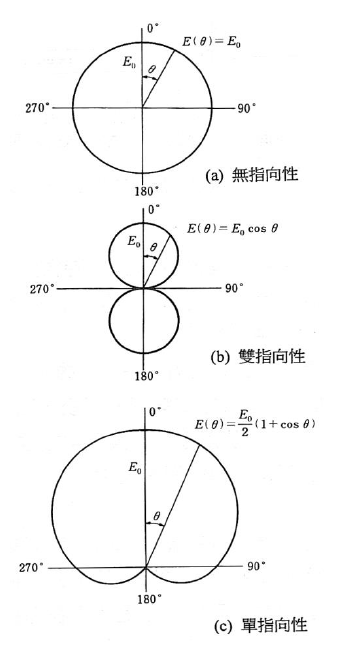 0°
E(θ)=E₀
E₀
θ
270°
90°
180°
(a) 無指向性
0°
E(θ)=E₀ cos θ
E₀
θ
270°
90°
180°
(b) 雙指向性
0°
E(θ)=E₀/2(1+cos θ)
E₀
θ
270°
90°
180°
(c) 單指向性